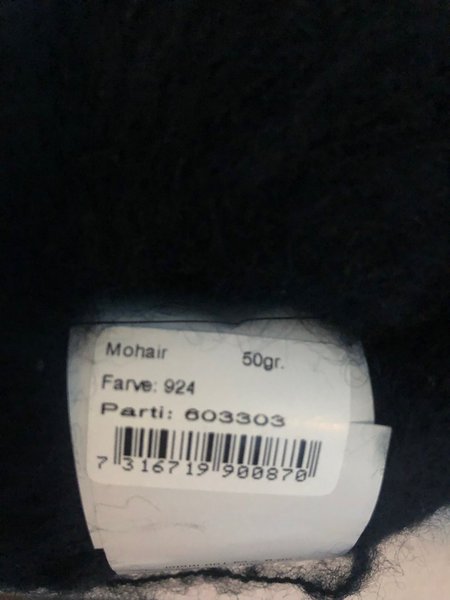 Mohair 50gr.
Farve: 924
Parti: 603303
7 316719 900870